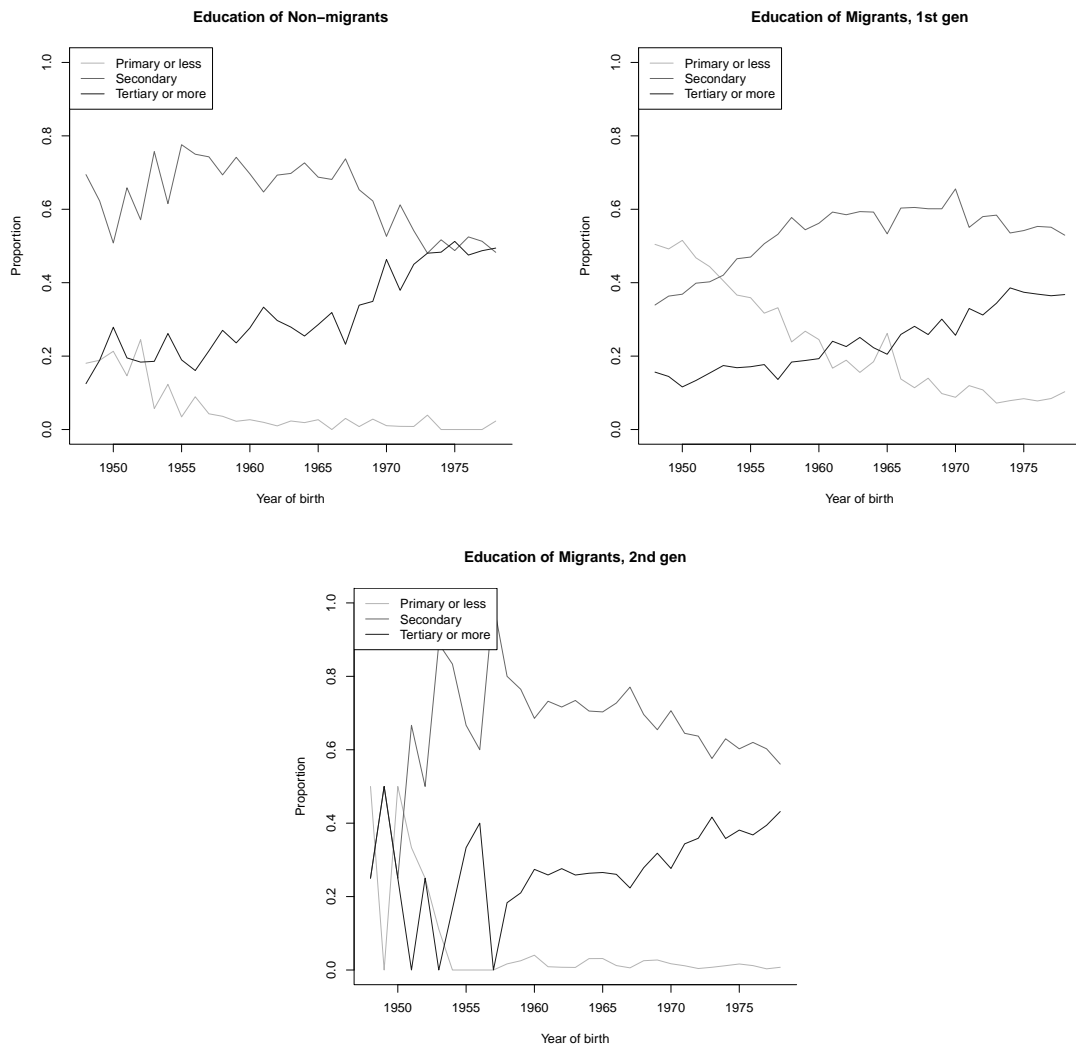 Education of Non−migrants
Primary or less
Secondary
Tertiary or more
Proportion
0.0 0.2 0.4 0.6 0.8 1.0
1950 1955 1960 1965 1970 1975
Year of birth
Education of Migrants, 1st gen
Primary or less
Secondary
Tertiary or more
Proportion
0.0 0.2 0.4 0.6 0.8 1.0
1950 1955 1960 1965 1970 1975
Year of birth
Education of Migrants, 2nd gen
Primary or less
Secondary
Tertiary or more
Proportion
0.0 0.2 0.4 0.6 0.8 1.0
1950 1955 1960 1965 1970 1975
Year of birth